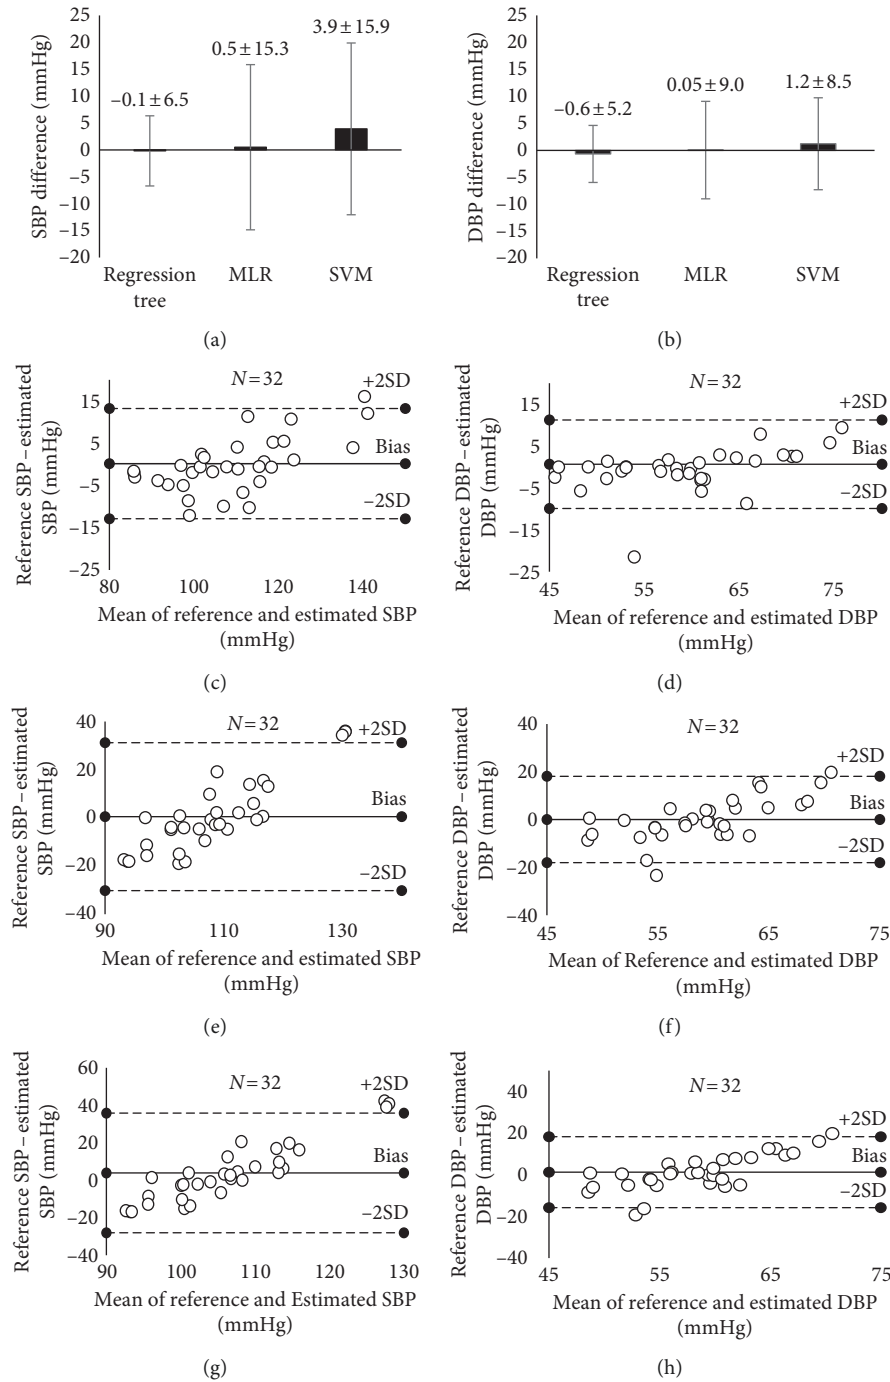 25
20
15
10
5
0
−5
−10
−15
−20
SBP difference (mmHg)
−0.1 ± 6.5
0.5 ± 15.3
3.9 ± 15.9
Regression
tree
MLR
SVM
(a)
25
20
15
10
5
0
−5
−10
−15
−20
DBP difference (mmHg)
−0.6 ± 5.2
0.05 ± 9.0
1.2 ± 8.5
Regression
tree
MLR
SVM
(b)
Reference SBP – estimated
SBP (mmHg)
15
5
−5
−15
−25
N = 32
+2SD
Bias
−2SD
80
100
120
140
Mean of reference and estimated SBP
(mmHg)
(c)
Reference DBP – estimated
DBP (mmHg)
15
5
−5
−15
−25
N = 32
+2SD
Bias
−2SD
45
55
65
75
Mean of reference and estimated DBP
(mmHg)
(d)
Reference SBP – estimated
SBP (mmHg)
40
20
0
−20
−40
N = 32
+2SD
Bias
−2SD
90
110
130
Mean of reference and estimated SBP
(mmHg)
(e)
Reference DBP – estimated
DBP (mmHg)
40
20
0
−20
−40
N = 32
+2SD
Bias
−2SD
45
55
65
75
Mean of Reference and estimated DBP
(mmHg)
(f)
Reference SBP – estimated
SBP (mmHg)
60
40
20
0
−20
−40
N = 32
+2SD
Bias
−2SD
90
100
110
120
130
Mean of reference and Estimated SBP
(mmHg)
(g)
Reference DBP – estimated
DBP (mmHg)
40
20
0
−20
−40
N = 32
+2SD
Bias
−2SD
45
55
65
75
Mean of reference and estimated DBP
(mmHg)
(h)